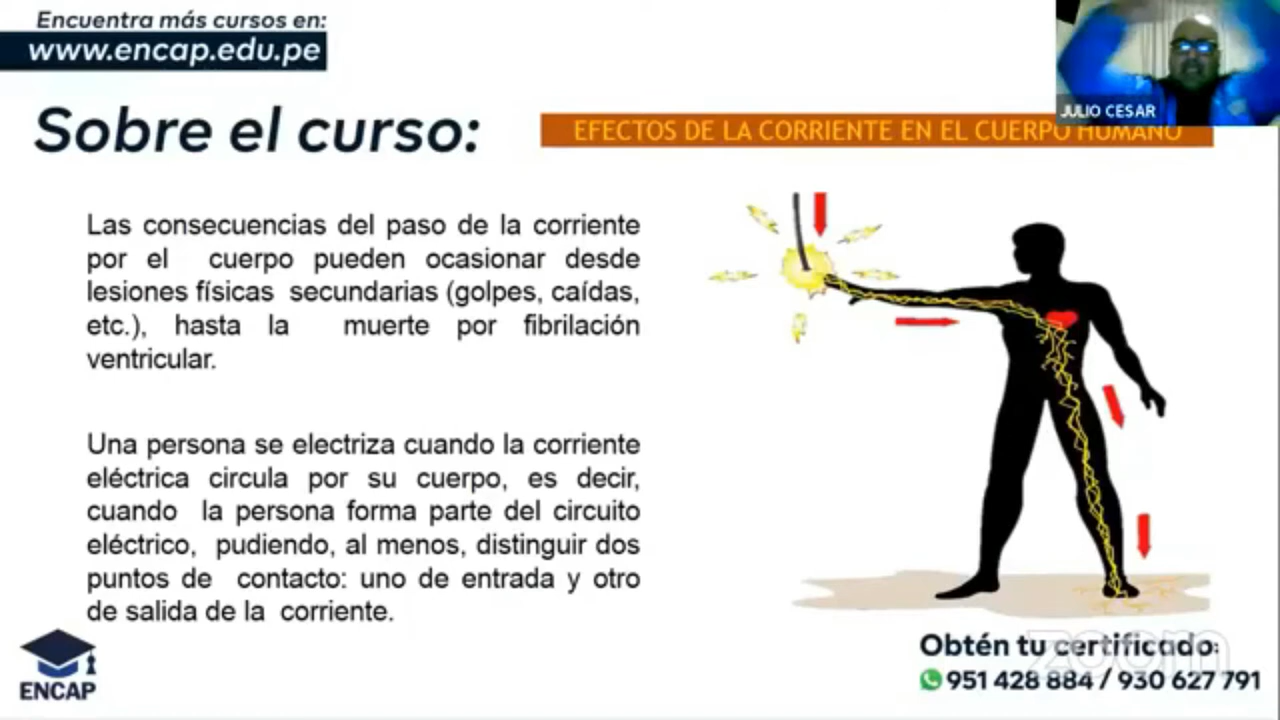 Encuentra más cursos en:
www.encap.edu.pe
JULIO CESAR
Sobre el curso:
EFECTOS DE LA CORRIENTE EN EL CUERPO HUMANO
Las consecuencias del paso de la corriente
por el cuerpo pueden ocasionar desde
lesiones físicas secundarias (golpes, caídas,
etc.), hasta la muerte por fibrilación
ventricular.
Una persona se electriza cuando la corriente
eléctrica circula por su cuerpo, es decir,
cuando la persona forma parte del circuito
eléctrico, pudiendo, al menos, distinguir dos
puntos de contacto: uno de entrada y otro
de salida de la corriente.
ENCAP
Obtén tu certificado:
zoom
951 428 884 / 930 627 791